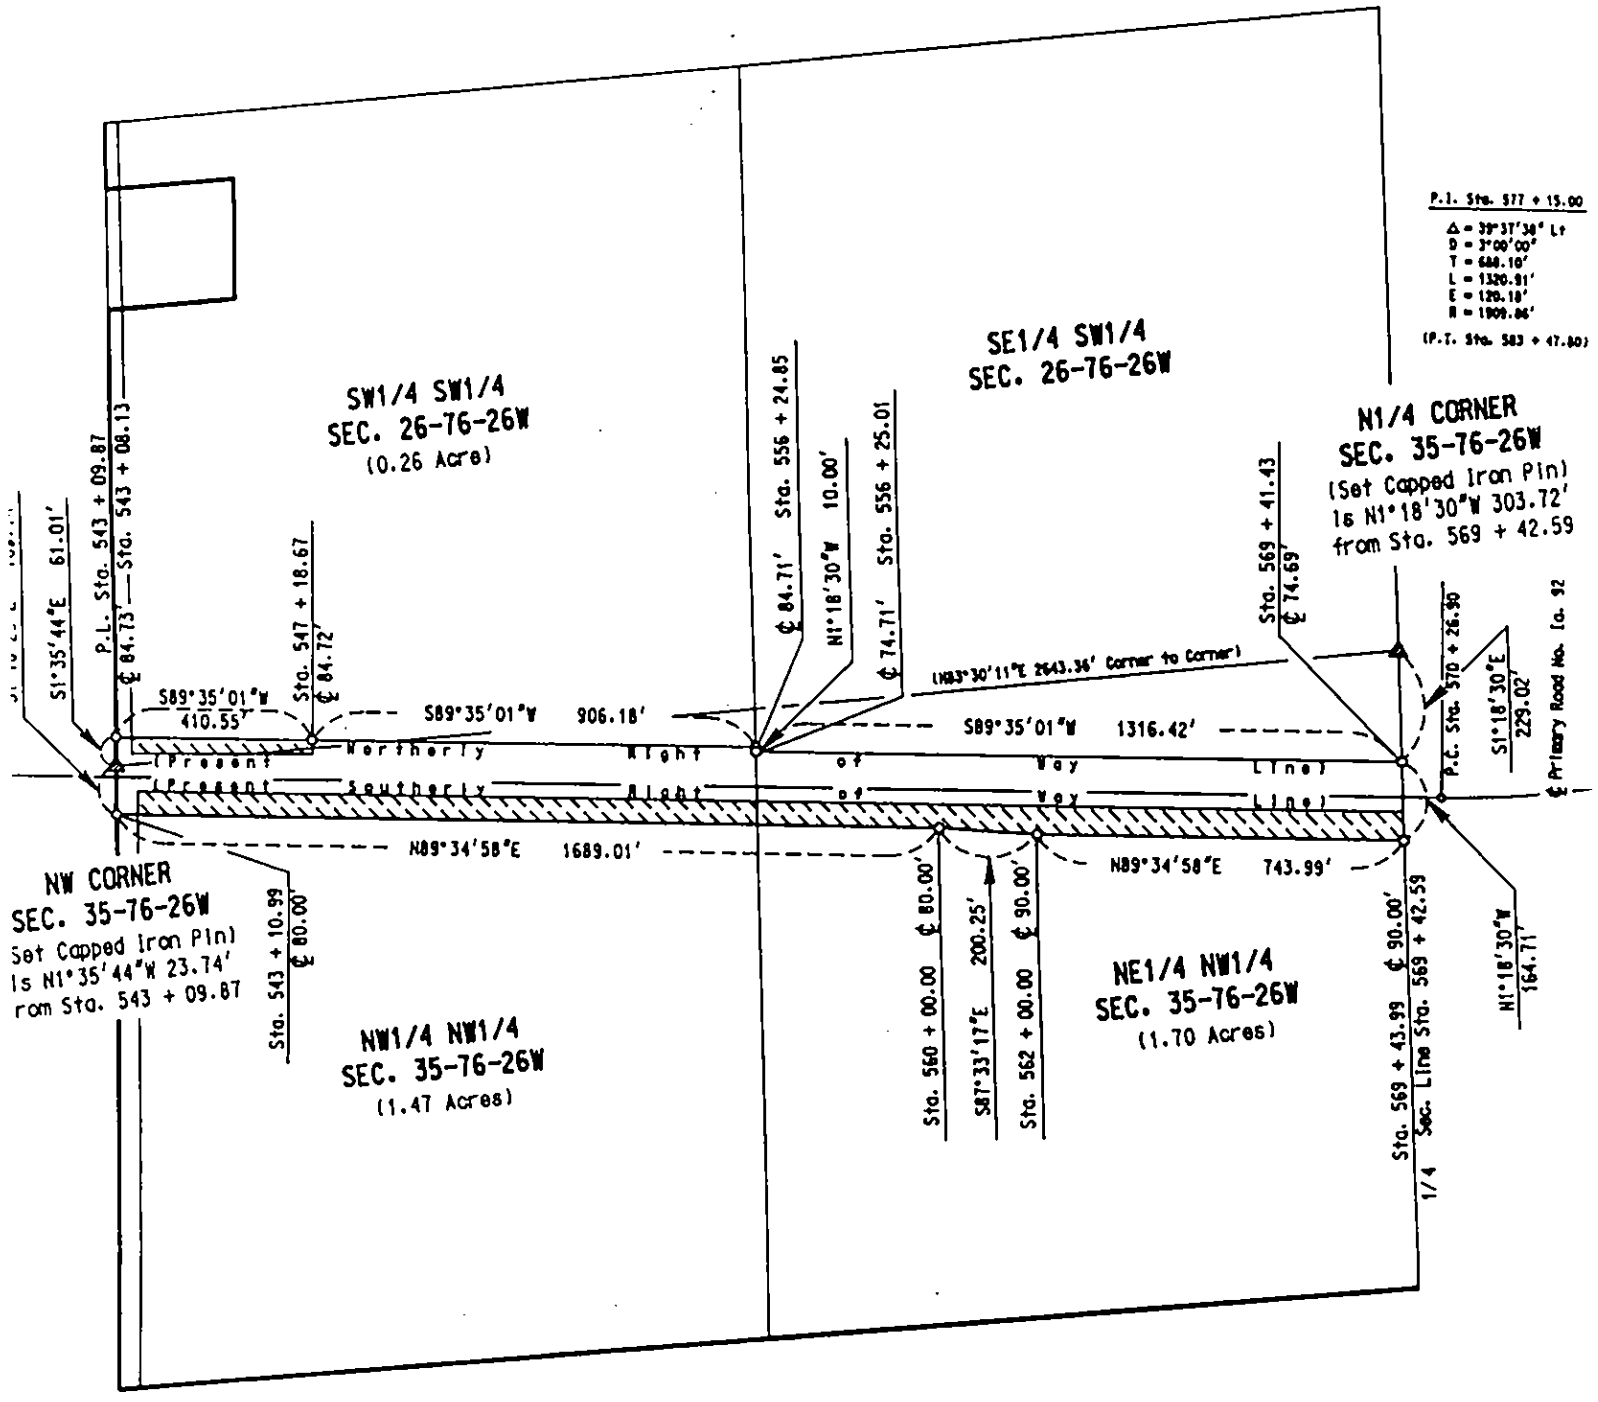 P.I. Sta. 577 + 15.00
Δ = 39°37'38" Lt
D = 3°00'00"
T = 688.10'
L = 1320.91'
E = 120.18'
R = 1909.86'
(P.T. Sta. 583 + 47.80)
SW1/4 SW1/4
SEC. 26-76-26W
(0.26 Acre)
SE1/4 SW1/4
SEC. 26-76-26W
N1/4 CORNER
SEC. 35-76-26W
(Set Capped Iron Pin)
Is N1°18'30"W 303.72'
from Sta. 569 + 42.59
S1°35'44"E 61.01'
P.L. Sta. 543 + 09.87
℄ 84.73' Sta. 543 + 08.13
Sta. 547 + 18.67
℄ 84.72'
℄ 84.71' Sta. 556 + 24.85
N1°18'30"W 10.00'
℄ 74.71' Sta. 556 + 25.01
Sta. 569 + 41.43
℄ 74.69'
P.C. Sta. 570 + 26.90
S1°18'30"E
229.02'
℄ Primary Road No. Ia. 92
(N83°30'11"E 2643.36' Corner to Corner)
S89°35'01"W
410.55'
S89°35'01"W 906.18'
S89°35'01"W 1316.42'
(Present Northerly Right of Way Line)
(Present Southerly Right of Way Line)
N89°34'58"E 1689.01'
N89°34'58"E 743.99'
NW CORNER
SEC. 35-76-26W
Set Capped Iron Pin)
Is N1°35'44"W 23.74'
rom Sta. 543 + 09.87
Sta. 543 + 10.99
℄ 80.00'
Sta. 560 + 00.00 ℄ 80.00'
S87°33'17"E 200.25'
Sta. 562 + 00.00 ℄ 90.00'
Sta. 569 + 43.99 ℄ 90.00'
1/4 Sec. Line Sta. 569 + 42.59
N1°18'30"W
164.71'
NW1/4 NW1/4
SEC. 35-76-26W
(1.47 Acres)
NE1/4 NW1/4
SEC. 35-76-26W
(1.70 Acres)